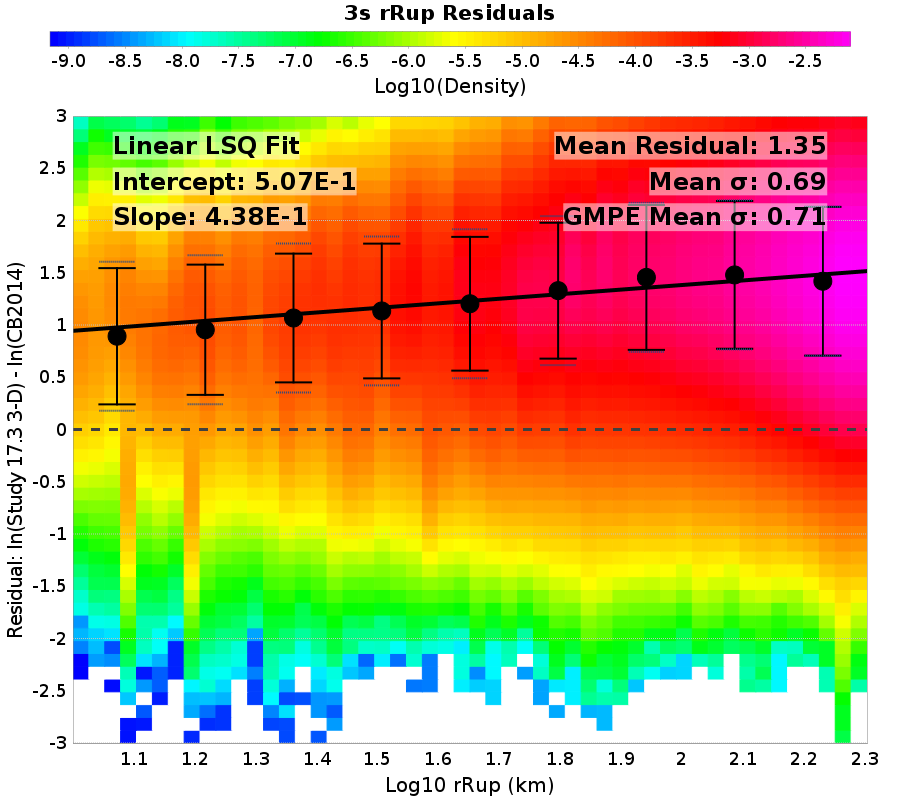 3s rRup Residuals
-9.0 -8.5 -8.0 -7.5 -7.0 -6.5 -6.0 -5.5 -5.0 -4.5 -4.0 -3.5 -3.0 -2.5
Log10(Density)
Linear LSQ Fit
Intercept: 5.07E-1
Slope: 4.38E-1
Mean Residual: 1.35
Mean σ: 0.69
GMPE Mean σ: 0.71
Residual: ln(Study 17.3 3-D) - ln(CB2014)
3
2.5
2
1.5
1
0.5
0
-0.5
-1
-1.5
-2
-2.5
-3
1.1 1.2 1.3 1.4 1.5 1.6 1.7 1.8 1.9 2 2.1 2.2 2.3
Log10 rRup (km)